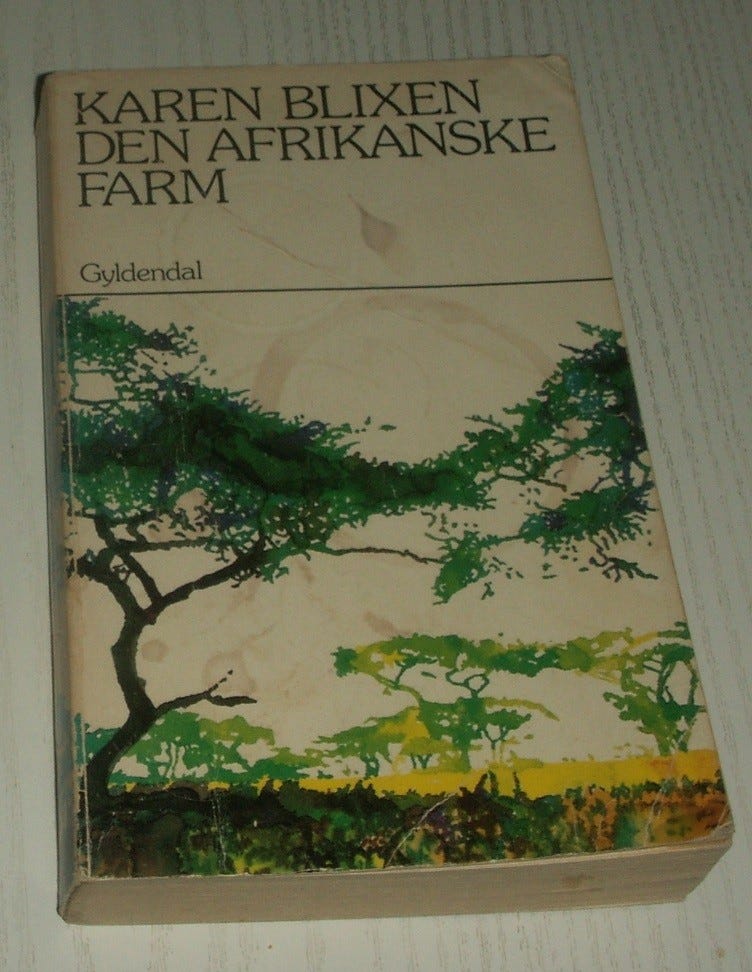 KAREN BLIXEN
DEN AFRIKANSKE
FARM
Gyldendal